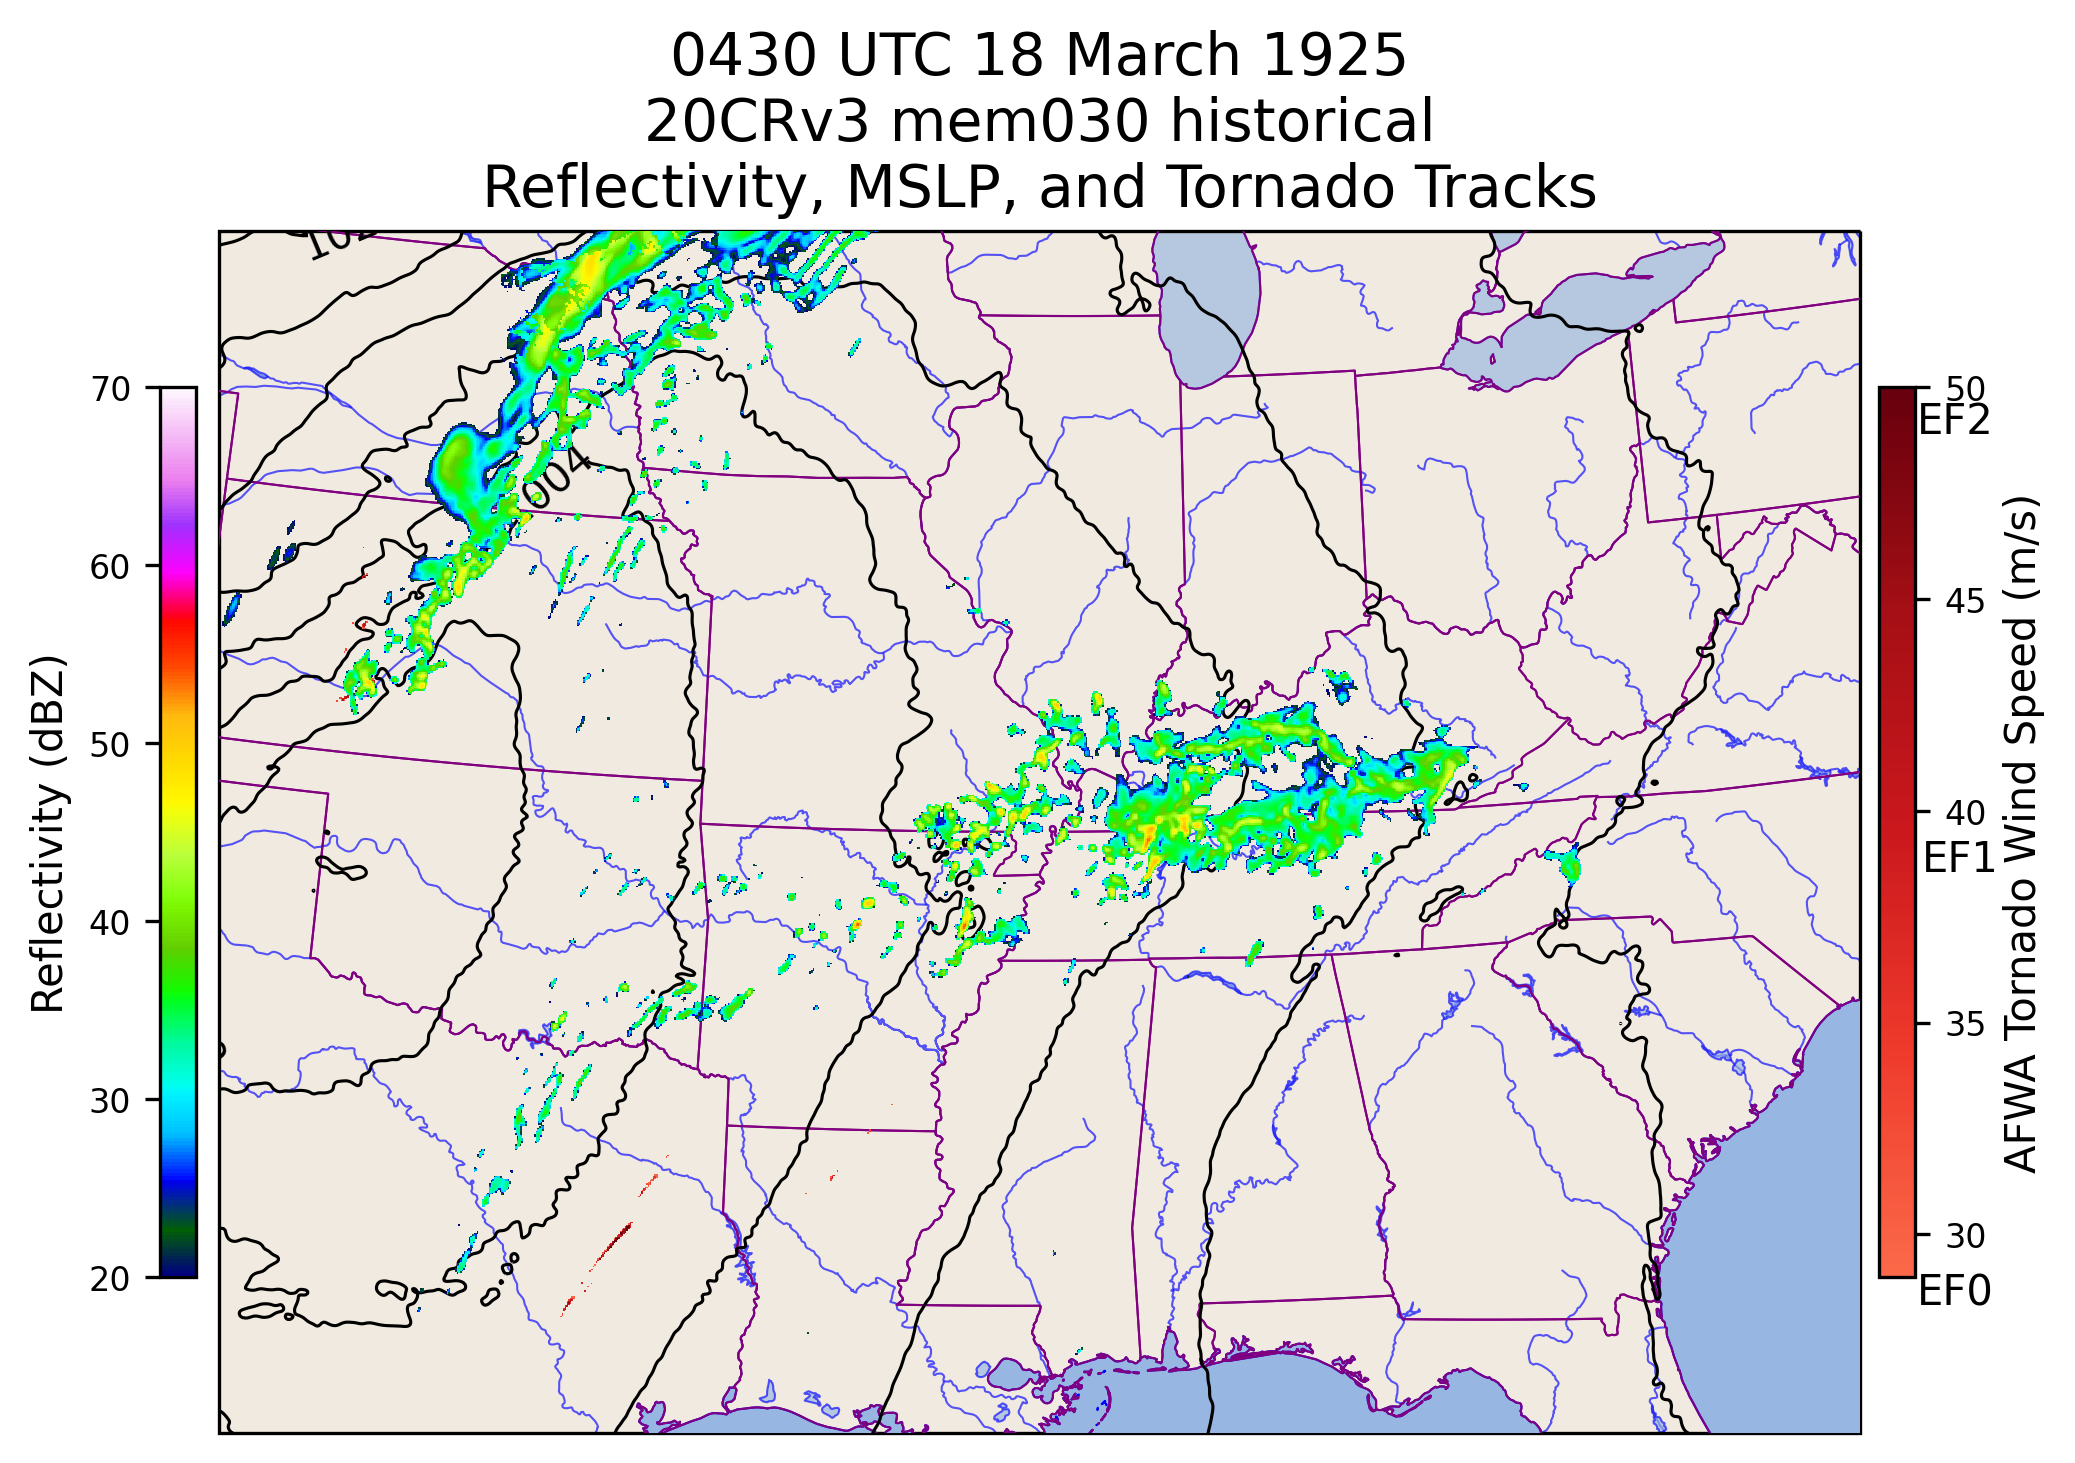 0430 UTC 18 March 1925
20CRv3 mem030 historical
Reflectivity, MSLP, and Tornado Tracks
70
60
50
40
30
20
Reflectivity (dBZ)
004
50
EF2
45
40
EF1
35
30
EF0
AFWA Tornado Wind Speed (m/s)